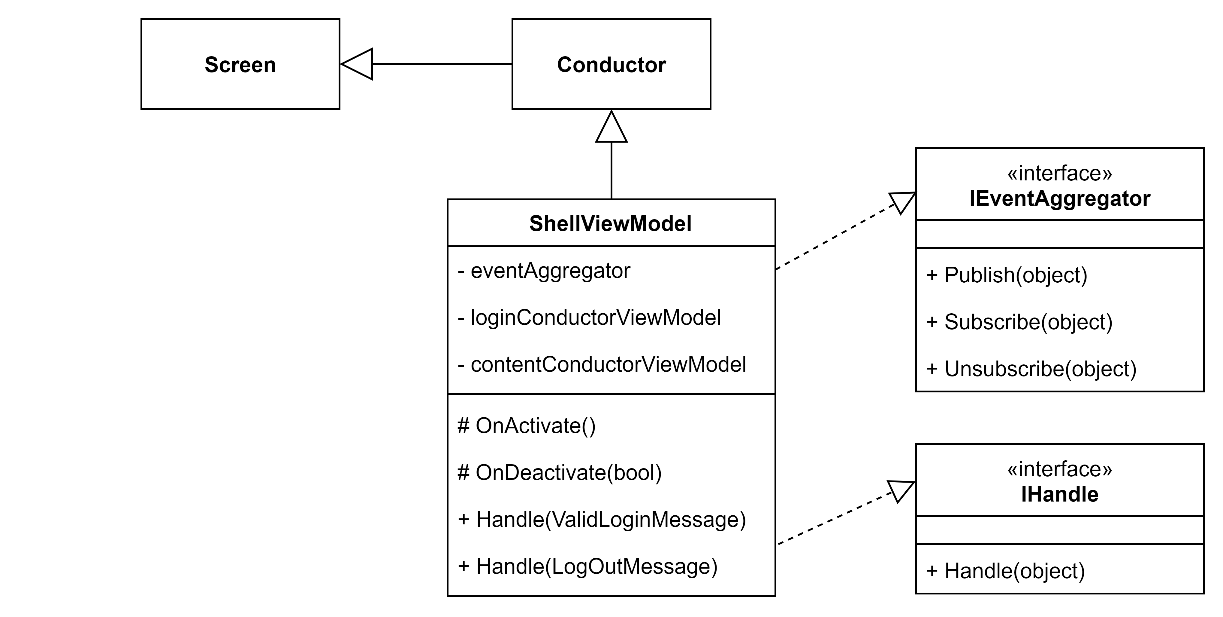 Screen
Conductor
ShellViewModel
- eventAggregator
- loginConductorViewModel
- contentConductorViewModel
# OnActivate()
# OnDeactivate(bool)
+ Handle(ValidLoginMessage)
+ Handle(LogOutMessage)
«interface»
IEventAggregator
+ Publish(object)
+ Subscribe(object)
+ Unsubscribe(object)
«interface»
IHandle
+ Handle(object)